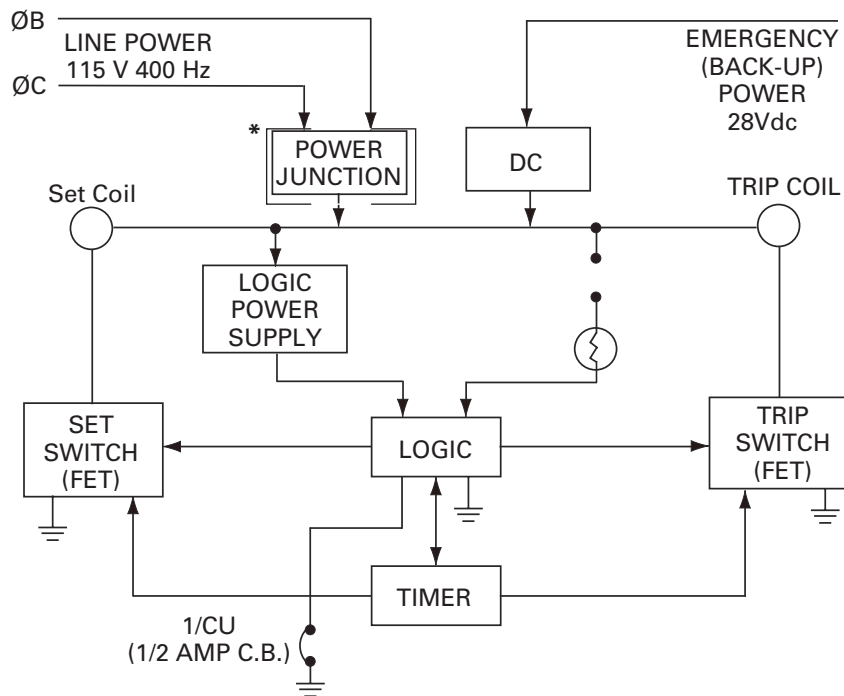 ØB
LINE POWER
115 V 400 Hz
ØC
EMERGENCY
(BACK-UP)
POWER
28Vdc
*
POWER
JUNCTION
DC
Set Coil
TRIP COIL
LOGIC
POWER
SUPPLY
SET
SWITCH
(FET)
LOGIC
TRIP
SWITCH
(FET)
TIMER
1/CU
(1/2 AMP C.B.)